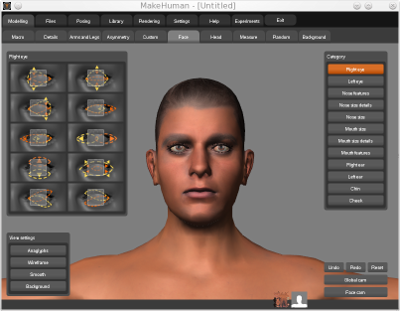 MakeHuman - [Untitled]
Modelling Files Posing Library Rendering Settings Help Experiments Exit
Macro Details Arms and Legs Asymmetry Custom Face Head Measure Random Background
Right eye
Category
Right eye
Left eye
Nose features
Nose size details
Nose size
Mouth size
Mouth size details
Mouth features
Right ear
Left ear
Chin
Cheek
View settings
Anaglyphs
Wireframe
Smooth
Background
Undo Redo Reset
Global cam
Face cam